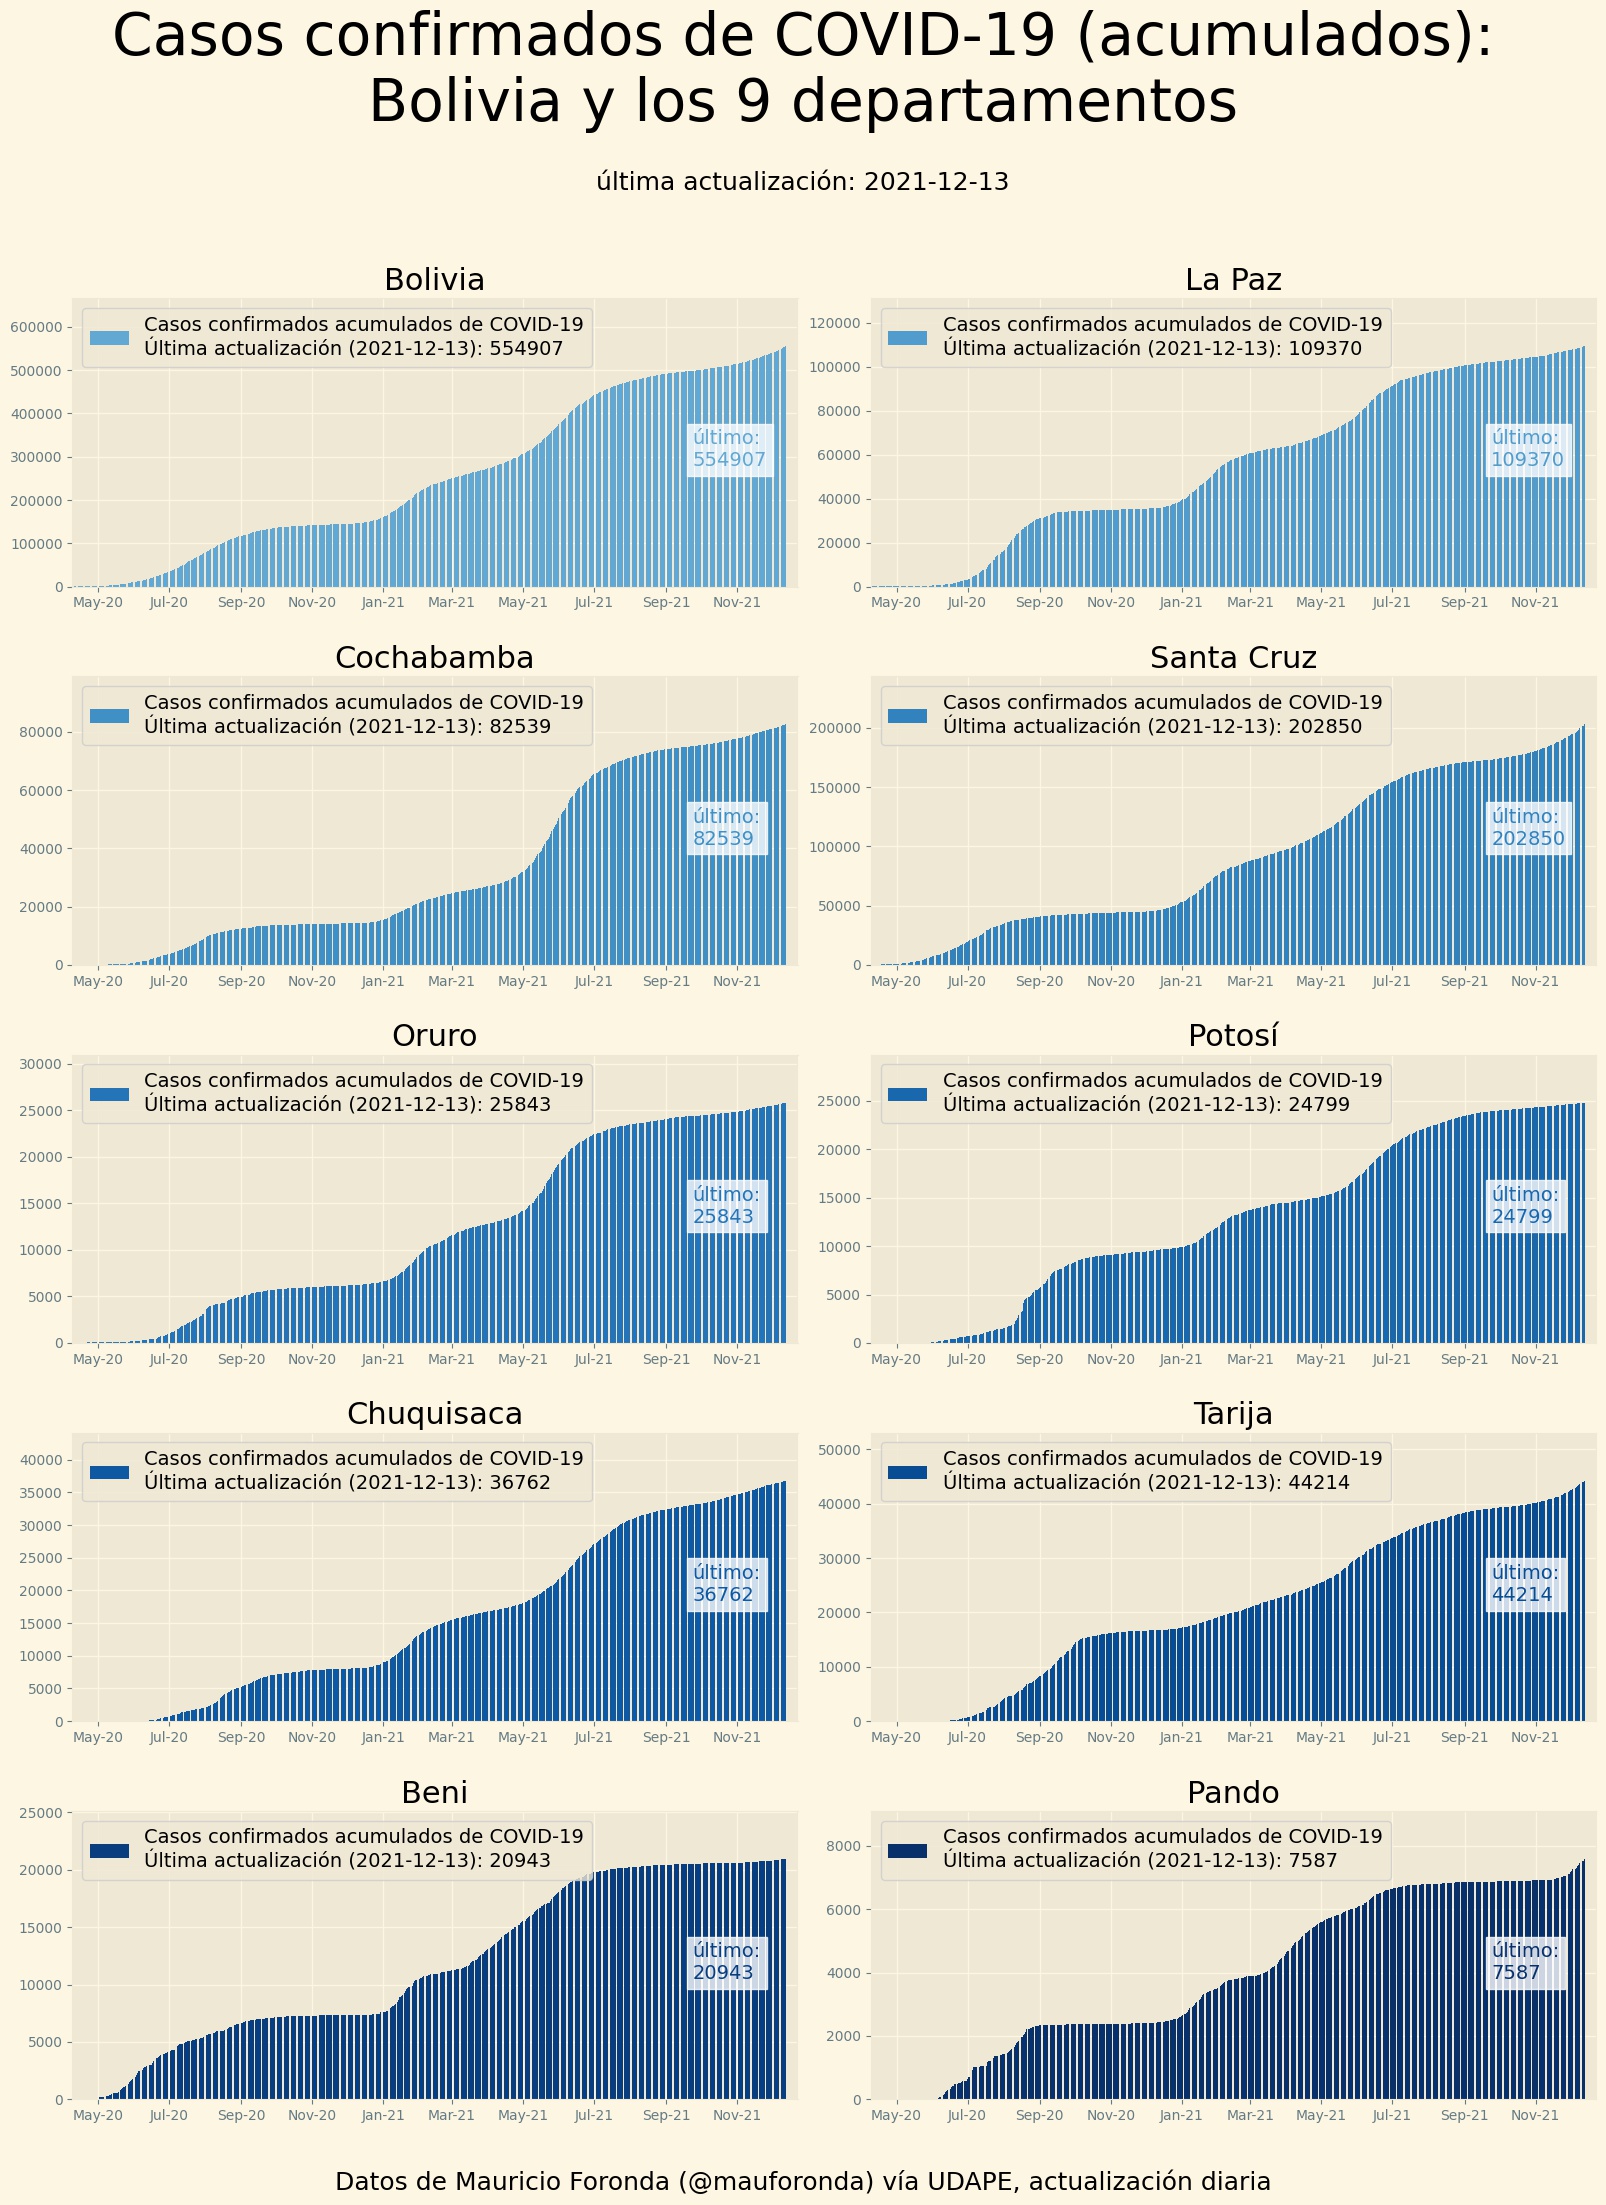 Casos confirmados de COVID-19 (acumulados):
Bolivia y los 9 departamentos
última actualización: 2021-12-13
Bolivia
Casos confirmados acumulados de COVID-19
Última actualización (2021-12-13): 554907
600000
500000
400000
300000
200000
100000
0
último:
554907
May-20 Jul-20 Sep-20 Nov-20 Jan-21 Mar-21 May-21 Jul-21 Sep-21 Nov-21
La Paz
Casos confirmados acumulados de COVID-19
Última actualización (2021-12-13): 109370
120000
100000
80000
60000
40000
20000
0
último:
109370
May-20 Jul-20 Sep-20 Nov-20 Jan-21 Mar-21 May-21 Jul-21 Sep-21 Nov-21
Cochabamba
Casos confirmados acumulados de COVID-19
Última actualización (2021-12-13): 82539
80000
60000
40000
20000
0
último:
82539
May-20 Jul-20 Sep-20 Nov-20 Jan-21 Mar-21 May-21 Jul-21 Sep-21 Nov-21
Santa Cruz
Casos confirmados acumulados de COVID-19
Última actualización (2021-12-13): 202850
200000
150000
100000
50000
0
último:
202850
May-20 Jul-20 Sep-20 Nov-20 Jan-21 Mar-21 May-21 Jul-21 Sep-21 Nov-21
Oruro
Casos confirmados acumulados de COVID-19
Última actualización (2021-12-13): 25843
30000
25000
20000
15000
10000
5000
0
último:
25843
May-20 Jul-20 Sep-20 Nov-20 Jan-21 Mar-21 May-21 Jul-21 Sep-21 Nov-21
Potosí
Casos confirmados acumulados de COVID-19
Última actualización (2021-12-13): 24799
25000
20000
15000
10000
5000
0
último:
24799
May-20 Jul-20 Sep-20 Nov-20 Jan-21 Mar-21 May-21 Jul-21 Sep-21 Nov-21
Chuquisaca
Casos confirmados acumulados de COVID-19
Última actualización (2021-12-13): 36762
40000
35000
30000
25000
20000
15000
10000
5000
0
último:
36762
May-20 Jul-20 Sep-20 Nov-20 Jan-21 Mar-21 May-21 Jul-21 Sep-21 Nov-21
Tarija
Casos confirmados acumulados de COVID-19
Última actualización (2021-12-13): 44214
50000
40000
30000
20000
10000
0
último:
44214
May-20 Jul-20 Sep-20 Nov-20 Jan-21 Mar-21 May-21 Jul-21 Sep-21 Nov-21
Beni
Casos confirmados acumulados de COVID-19
Última actualización (2021-12-13): 20943
25000
20000
15000
10000
5000
0
último:
20943
May-20 Jul-20 Sep-20 Nov-20 Jan-21 Mar-21 May-21 Jul-21 Sep-21 Nov-21
Pando
Casos confirmados acumulados de COVID-19
Última actualización (2021-12-13): 7587
8000
6000
4000
2000
0
último:
7587
May-20 Jul-20 Sep-20 Nov-20 Jan-21 Mar-21 May-21 Jul-21 Sep-21 Nov-21
Datos de Mauricio Foronda (@mauforonda) vía UDAPE, actualización diaria